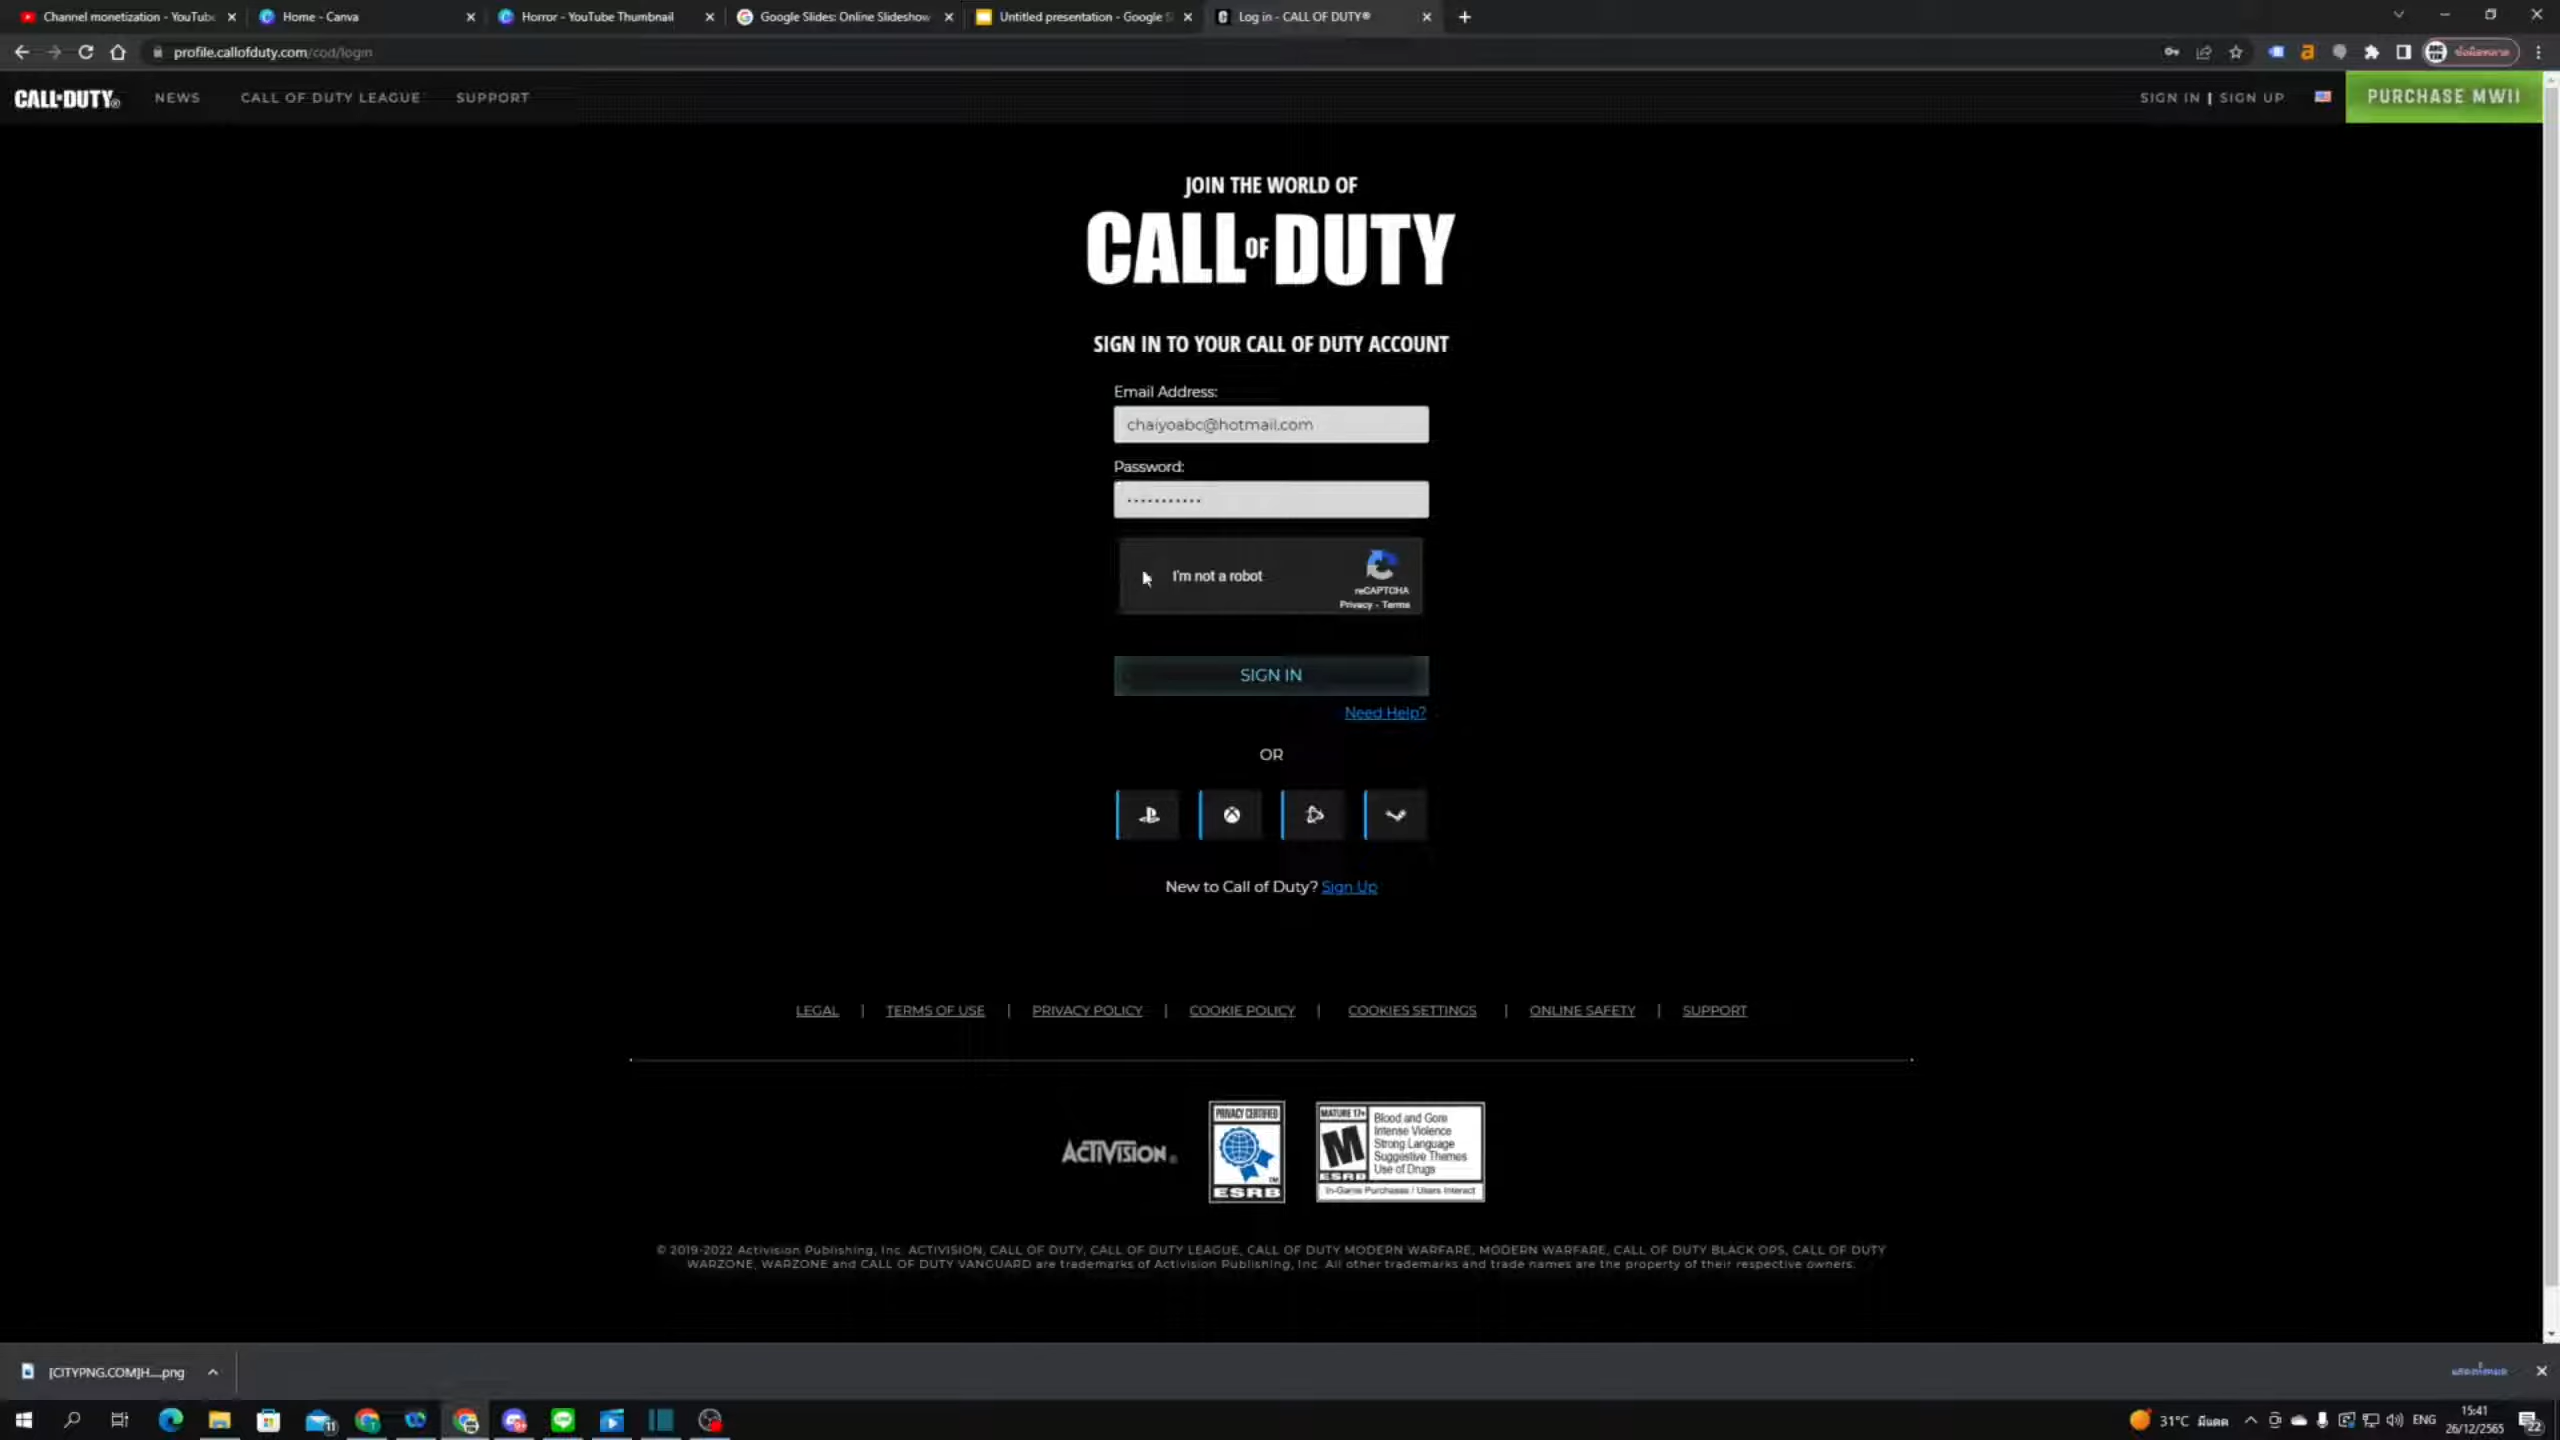 Channel monetization - YouTube
Home - Canva
Horror - YouTube Thumbnail
Google Slides: Online Slideshow
Untitled presentation - Google S
Log in - CALL OF DUTY®
profile.callofduty.com/cod/login
CALL·DUTY®
NEWS
CALL OF DUTY LEAGUE
SUPPORT
SIGN IN | SIGN UP
PURCHASE MWII
JOIN THE WORLD OF
CALL OF DUTY
SIGN IN TO YOUR CALL OF DUTY ACCOUNT
Email Address:
chaiyoabc@hotmail.com
Password:
...........
I'm not a robot
reCAPTCHA
Privacy - Terms
SIGN IN
Need Help?
OR
New to Call of Duty? Sign Up
LEGAL | TERMS OF USE | PRIVACY POLICY | COOKIE POLICY | COOKIES SETTINGS | ONLINE SAFETY | SUPPORT
ACTIVISION®
PRIVACY CERTIFIED
TM
ESRB
MATURE 17+
M
ESRB
Blood and Gore
Intense Violence
Strong Language
Suggestive Themes
Use of Drugs
In-Game Purchases / Users Interact
© 2019-2022 Activision Publishing, Inc. ACTIVISION, CALL OF DUTY, CALL OF DUTY LEAGUE, CALL OF DUTY MODERN WARFARE, MODERN WARFARE, CALL OF DUTY BLACK OPS, CALL OF DUTY
WARZONE, WARZONE and CALL OF DUTY VANGUARD are trademarks of Activision Publishing, Inc. All other trademarks and trade names are the property of their respective owners.
[CITYPNG.COM]H....png
11
31°C มีแดด
ENG
15:41
26/12/2565
22